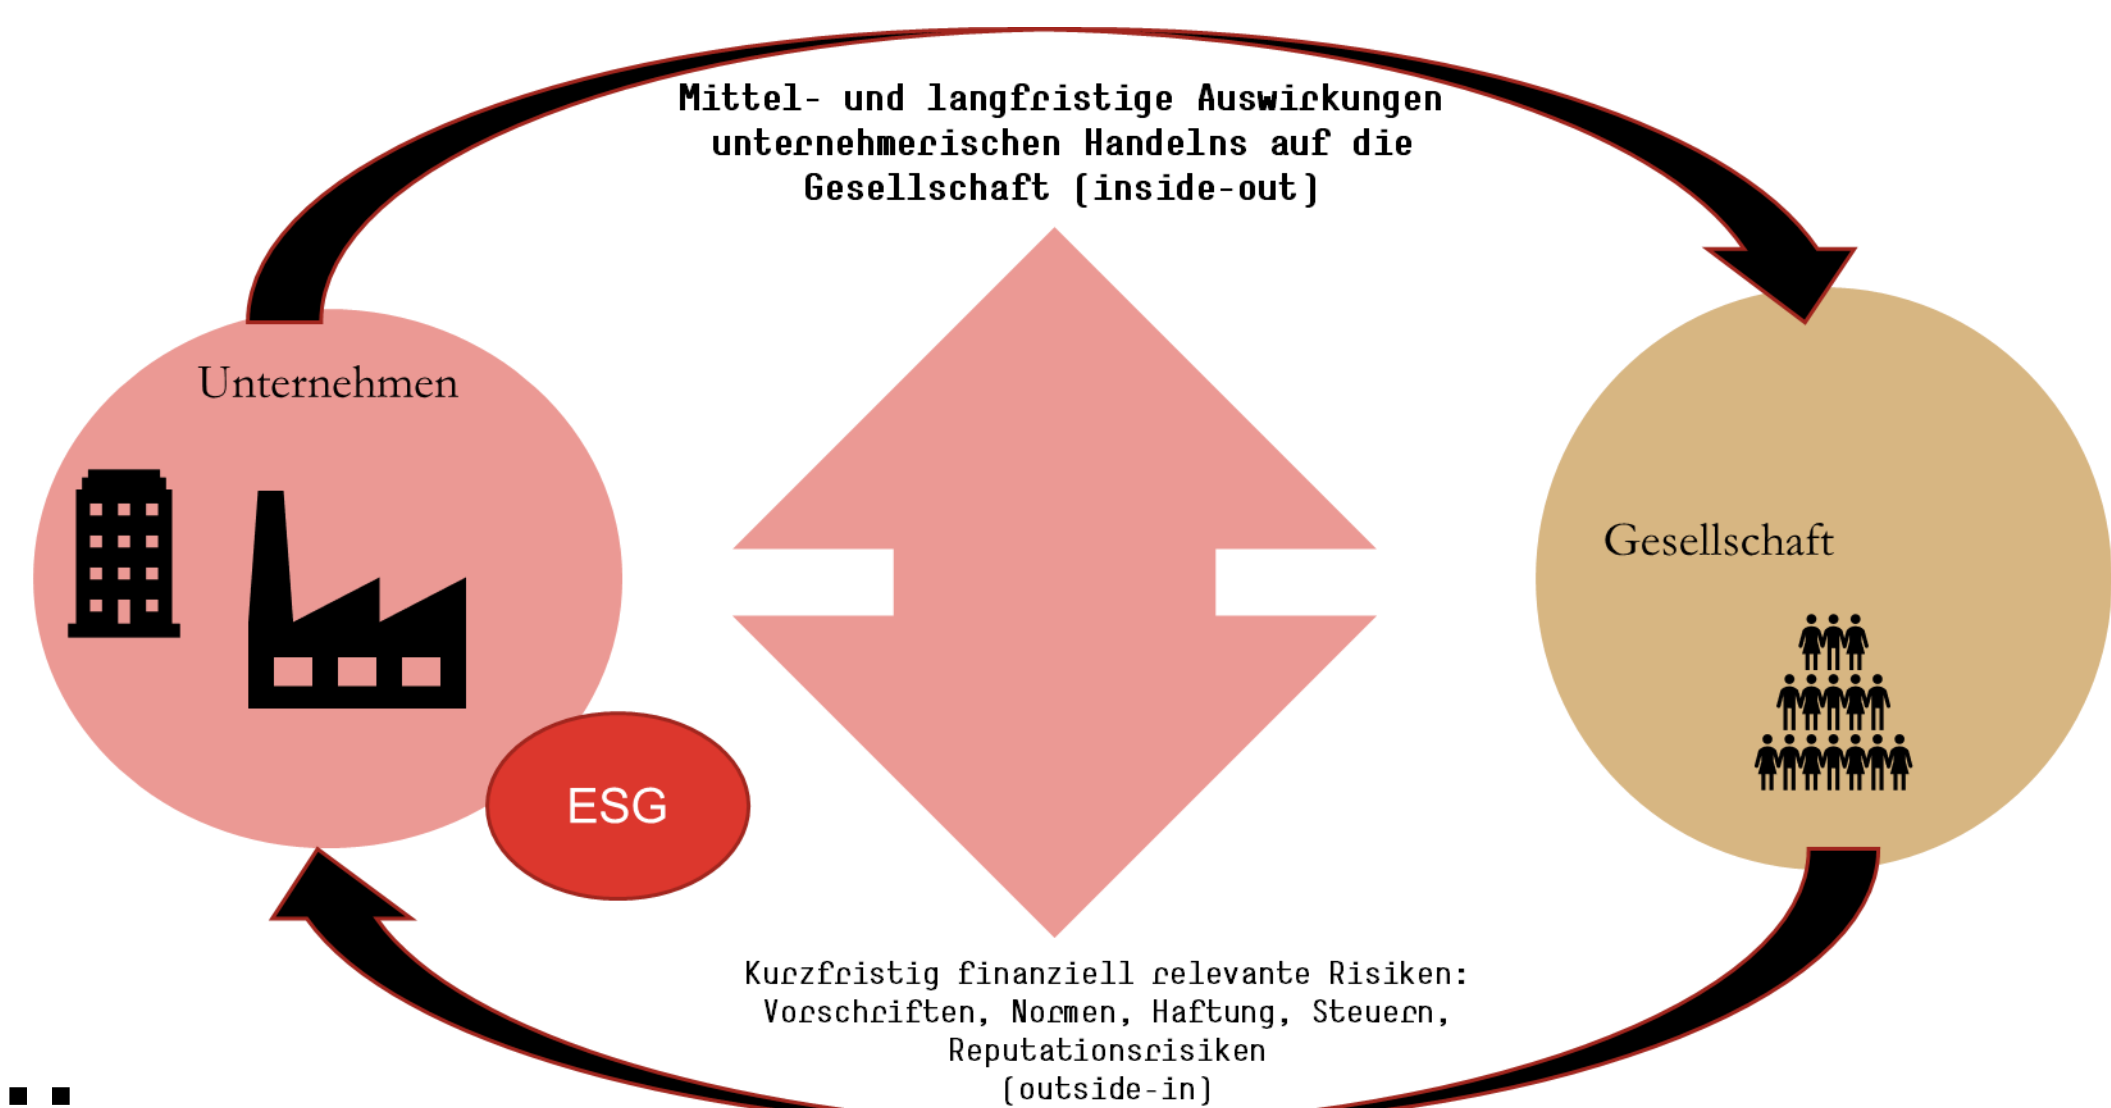 Mittel- und langfristige Auswirkungen
unternehmerischen Handelns auf die
Gesellschaft (inside-out)
Unternehmen
Gesellschaft
ESG
Kurzfristig finanziell relevante Risiken:
Vorschriften, Normen, Haftung, Steuern,
Reputationsrisiken
(outside-in)